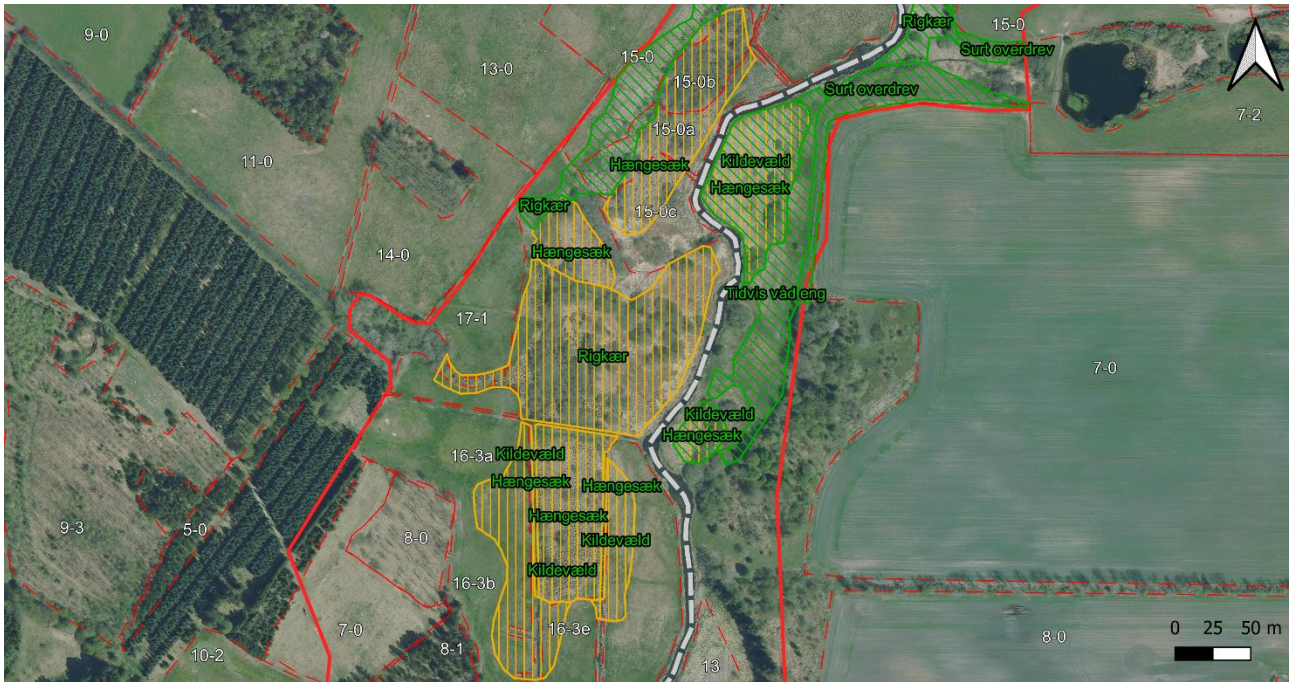 9-0
13-0
15-0
15-0b
15-0a
Hængesæk
15-0c
Rigkær
Hængesæk
Rigkær
15-0
Surt overdrev
Surt overdrev
7-2
Kildevæld
Hængesæk
11-0
14-0
17-1
Tidvis våd eng
Rigkær
7-0
Kildevæld
Hængesæk
16-3a
Kildevæld
Hængesæk
Hængesæk
Hængesæk
Kildevæld
Kildevæld
9-3
5-0
8-0
16-3b
7-0
8-1
10-2
16-3e
13
8-0
0 25 50 m